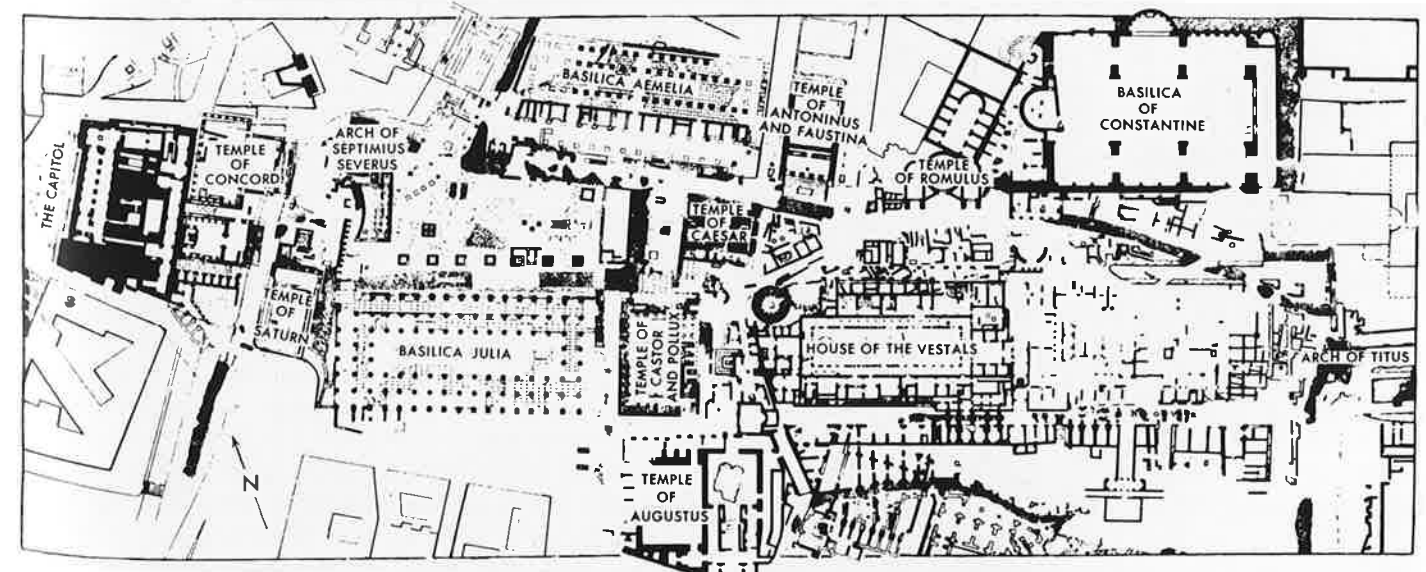 BASILICA
AEMELIA
TEMPLE
OF
ANTONINUS
AND FAUSTINA
BASILICA
OF
CONSTANTINE
THE CAPITOL
TEMPLE
OF
CONCORD
ARCH OF
SEPTIMIUS
SEVERUS
TEMPLE
OF ROMULUS
TEMPLE
OF
CAESAR
TEMPLE
OF
SATURN
BASILICA JULIA
TEMPLE OF
CASTOR
AND POLLUX
HOUSE OF THE VESTALS
ARCH OF TITUS
N
TEMPLE
OF
AUGUSTUS